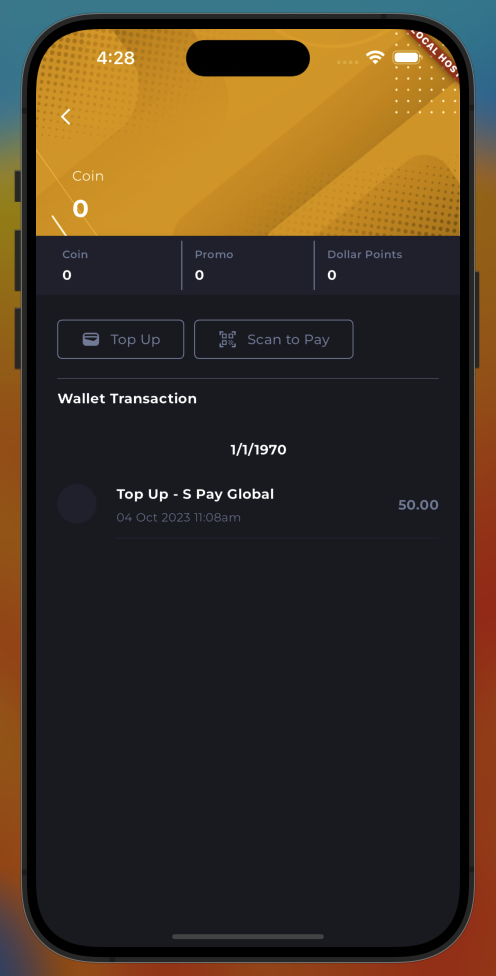 4:28
LOCAL HOST
Coin
0
Coin
Promo
Dollar Points
0
0
0
Top Up
Scan to Pay
Wallet Transaction
1/1/1970
Top Up - S Pay Global
50.00
04 Oct 2023 11:08am